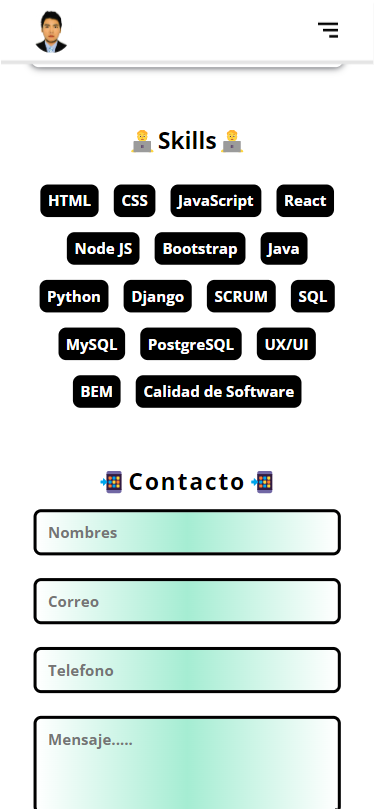 Skills
HTML CSS JavaScript React
Node JS Bootstrap Java
Python Django SCRUM SQL
MySQL PostgreSQL UX/UI
BEM Calidad de Software
Contacto
Nombres
Correo
Telefono
Mensaje.....